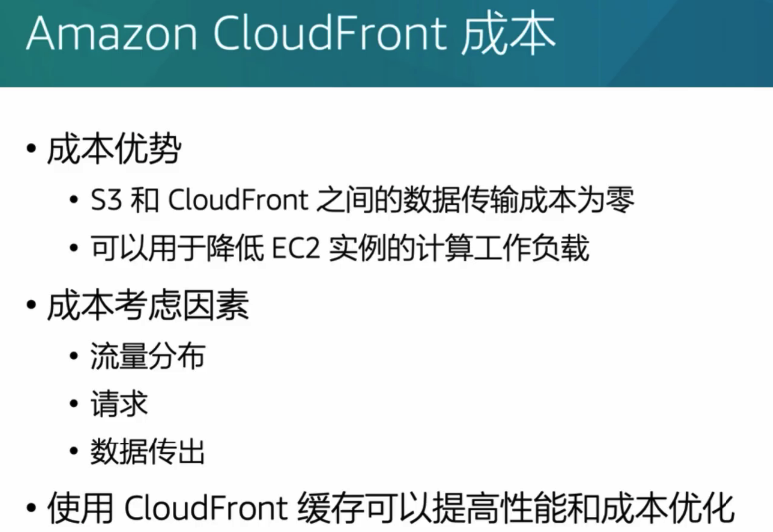 Amazon CloudFront 成本
• 成本优势
• S3 和 CloudFront 之间的数据传输成本为零
• 可以用于降低 EC2 实例的计算工作负载
• 成本考虑因素
• 流量分布
• 请求
• 数据传出
• 使用 CloudFront 缓存可以提高性能和成本优化